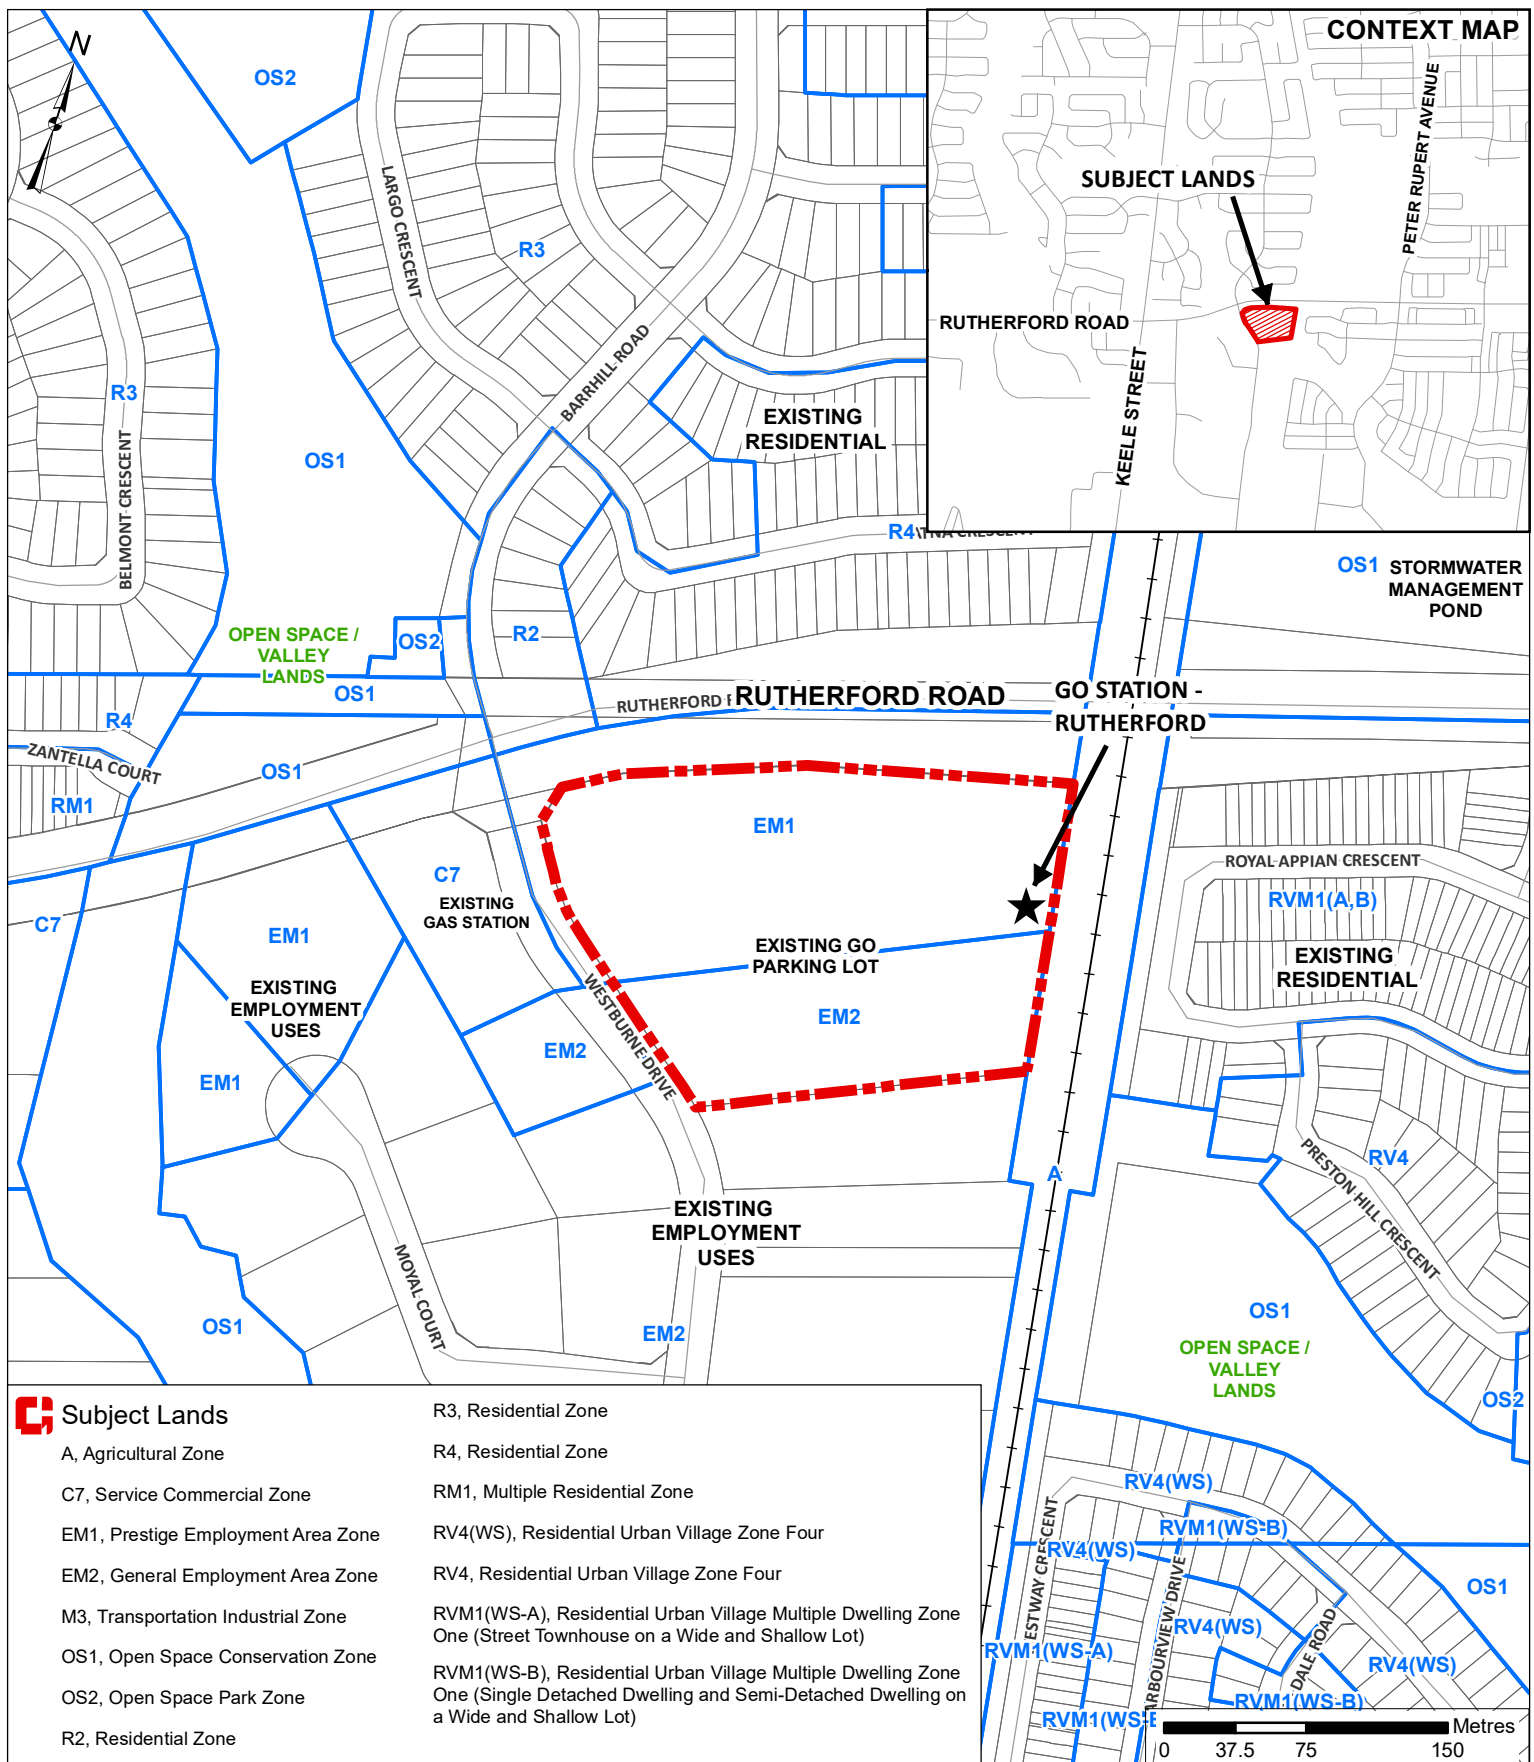 N
OS2
CONTEXT MAP
PETER RUPERT AVENUE
SUBJECT LANDS
RUTHERFORD ROAD
KEELE STREET
LARGO CRESCENT
R3
BARRHILL ROAD
R3
BELMONT CRESCENT
OS1
EXISTING
RESIDENTIAL
R4
OS1
STORMWATER
MANAGEMENT
POND
OPEN SPACE /
VALLEY
LANDS
OS2
R2
OS1
RUTHERFORD
RUTHERFORD ROAD
GO STATION -
RUTHERFORD
R4
ZANTELLA COURT
OS1
RM1
EM1
C7
EXISTING
GAS STATION
ROYAL APPIAN CRESCENT
RVM1(A,B)
EXISTING
RESIDENTIAL
C7
EM1
EXISTING
EMPLOYMENT
USES
EXISTING GO
PARKING LOT
WESTBURNE DRIVE
EM2
EM2
EM1
A
RV4
PRESTON HILL CRESCENT
EXISTING
EMPLOYMENT
USES
MOYAL COURT
OS1
EM2
OS1
OPEN SPACE /
VALLEY
LANDS
OS2
RV4(WS)
RVM1(WS-B)
RV4(WS)
ESTWAY CRESCENT
ARBOURVIEW DRIVE
OS1
RV4(WS)
DALE ROAD
RVM1(WS-A)
RV4(WS)
RVM1(WS-B)
RVM1(WS-B
Subject Lands
A, Agricultural Zone
C7, Service Commercial Zone
EM1, Prestige Employment Area Zone
EM2, General Employment Area Zone
M3, Transportation Industrial Zone
OS1, Open Space Conservation Zone
OS2, Open Space Park Zone
R2, Residential Zone
R3, Residential Zone
R4, Residential Zone
RM1, Multiple Residential Zone
RV4(WS), Residential Urban Village Zone Four
RV4, Residential Urban Village Zone Four
RVM1(WS-A), Residential Urban Village Multiple Dwelling Zone
One (Street Townhouse on a Wide and Shallow Lot)
RVM1(WS-B), Residential Urban Village Multiple Dwelling Zone
One (Single Detached Dwelling and Semi-Detached Dwelling on
a Wide and Shallow Lot)
Metres
0 37.5 75 150